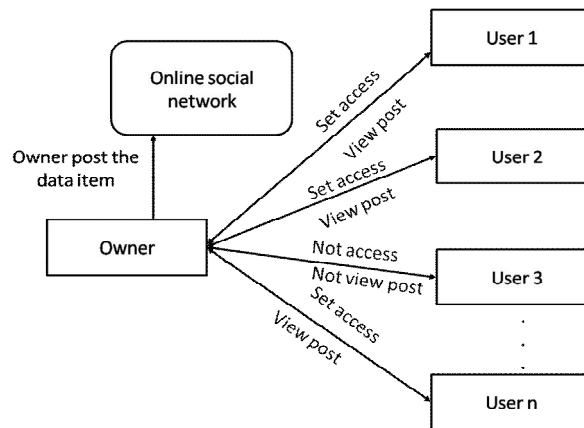 User 1
Online social
network
Set access
View post
Owner post the
data item
User 2
Set access
View post
Owner
Not access
Not view post
User 3
Set access
View post
.
.
.
User n